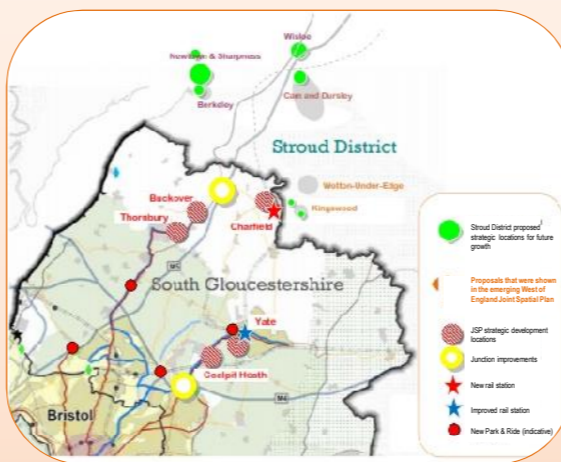 Wisloe
Newtown & Sharpness
Berkeley
Cam and Dursley
Stroud District
Wotton-Under-Edge
Kingswood
Buckover
Thornbury
Charfield
M5
South Gloucestershire
Yate
Coalpit Heath
M4
Bristol
Stroud District proposed
strategic locations for future
growth
Proposals that were shown
in the emerging West of
England Joint Spatial Plan
JSP strategic development
locations
Junction improvements
New rail station
Improved rail station
New Park & Ride (indicative)